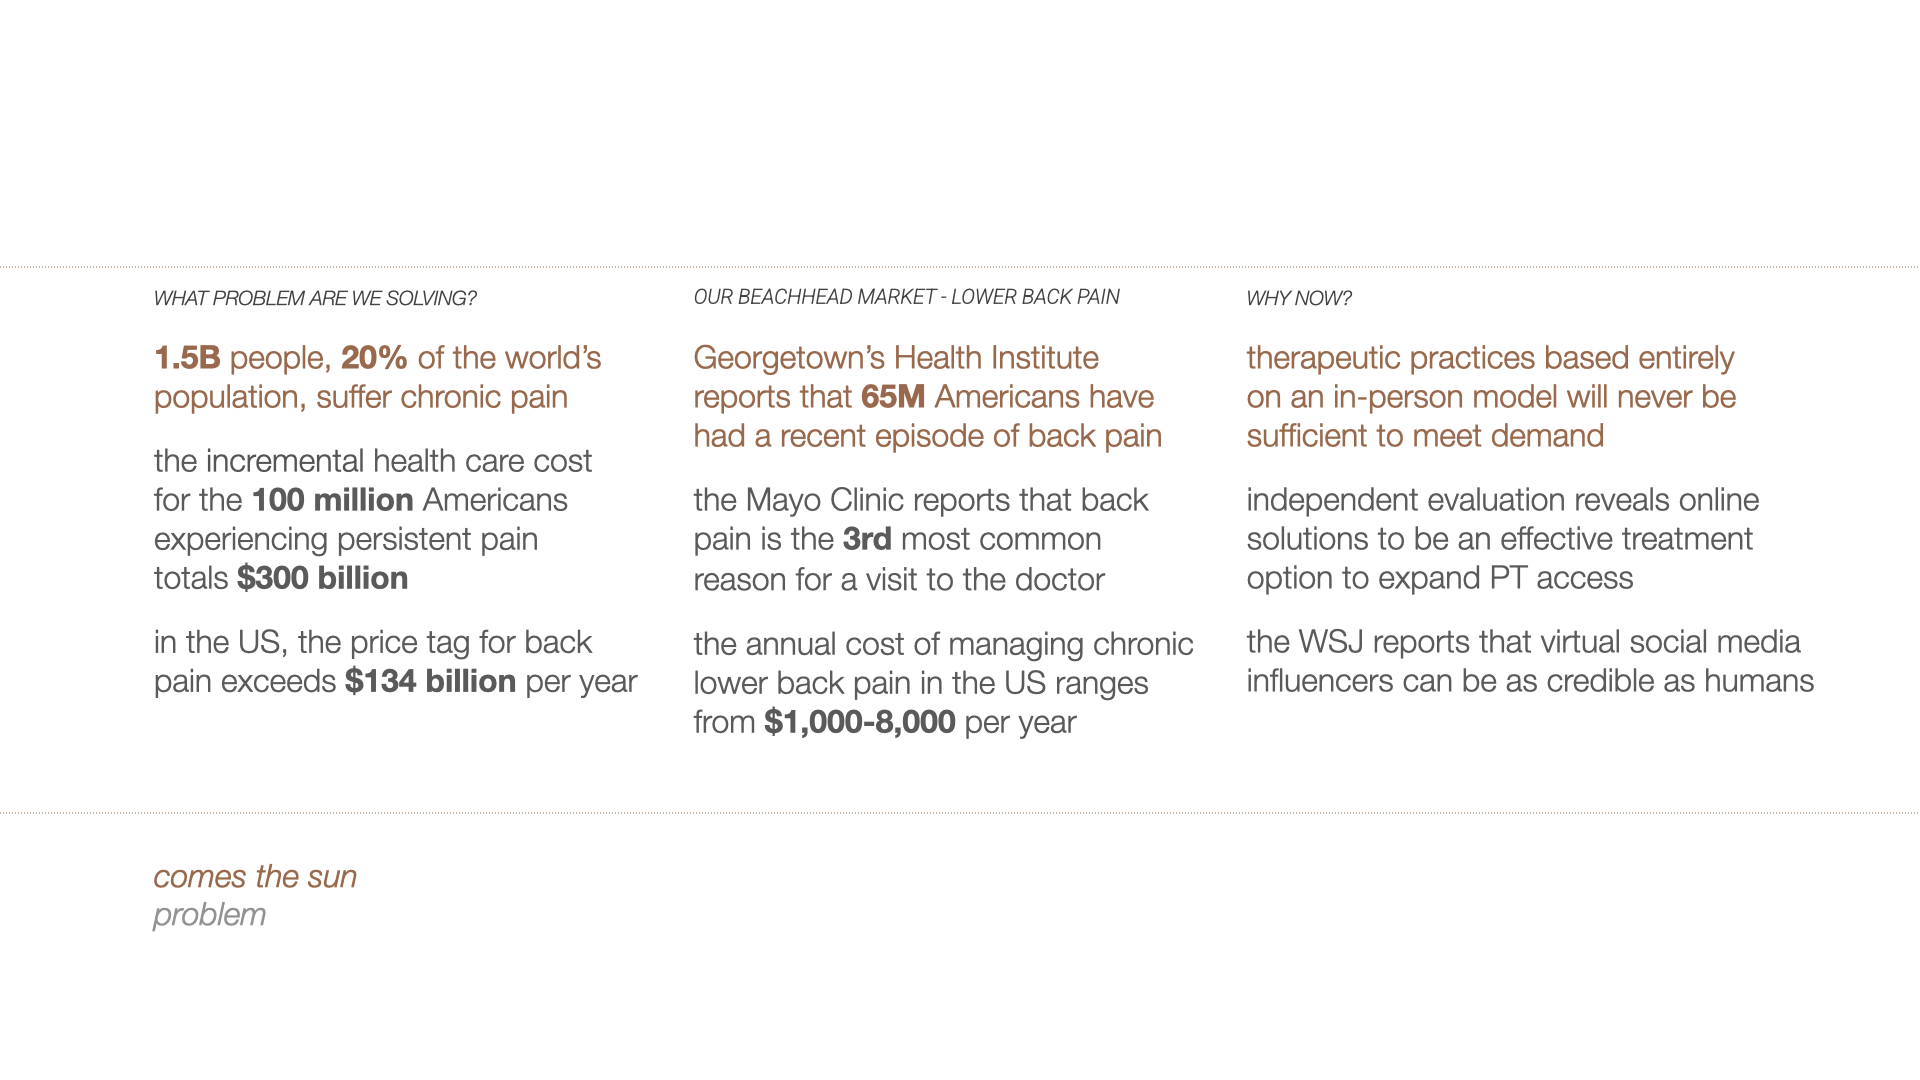 WHAT PROBLEM ARE WE SOLVING?
1.5B people, 20% of the world’s
population, suffer chronic pain
the incremental health care cost
for the 100 million Americans
experiencing persistent pain
totals $300 billion
in the US, the price tag for back
pain exceeds $134 billion per year
OUR BEACHHEAD MARKET - LOWER BACK PAIN
Georgetown’s Health Institute
reports that 65M Americans have
had a recent episode of back pain
the Mayo Clinic reports that back
pain is the 3rd most common
reason for a visit to the doctor
the annual cost of managing chronic
lower back pain in the US ranges
from $1,000-8,000 per year
WHY NOW?
therapeutic practices based entirely
on an in-person model will never be
sufficient to meet demand
independent evaluation reveals online
solutions to be an effective treatment
option to expand PT access
the WSJ reports that virtual social media
influencers can be as credible as humans
comes the sun
problem